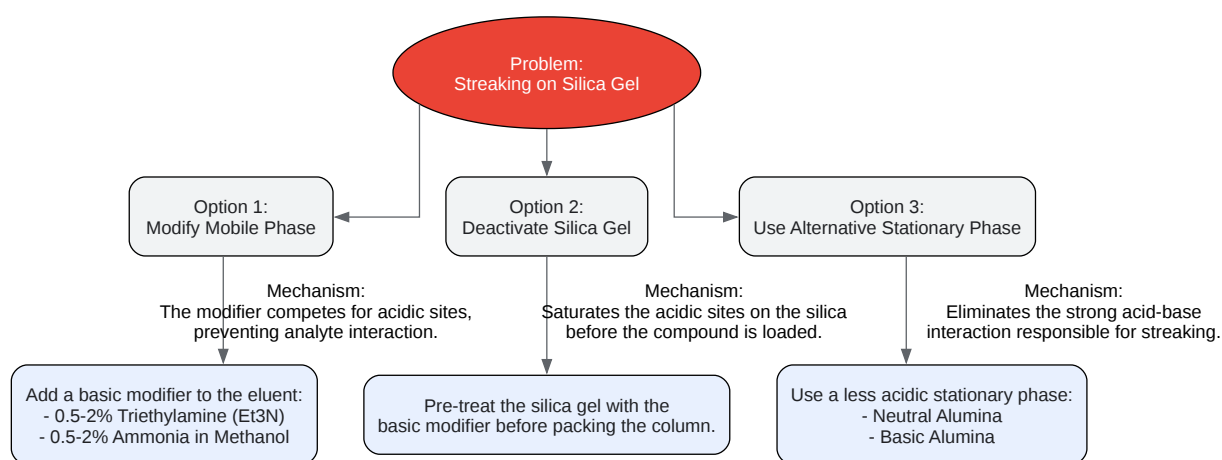 Problem:
Streaking on Silica Gel
Option 1:
Modify Mobile Phase
Option 2:
Deactivate Silica Gel
Option 3:
Use Alternative Stationary Phase
Mechanism:
The modifier competes for acidic sites,
preventing analyte interaction.
Mechanism:
Saturates the acidic sites on the silica
before the compound is loaded.
Mechanism:
Eliminates the strong acid-base
interaction responsible for streaking.
Add a basic modifier to the eluent:
- 0.5-2% Triethylamine (Et3N)
- 0.5-2% Ammonia in Methanol
Pre-treat the silica gel with the
basic modifier before packing the column.
Use a less acidic stationary phase:
- Neutral Alumina
- Basic Alumina